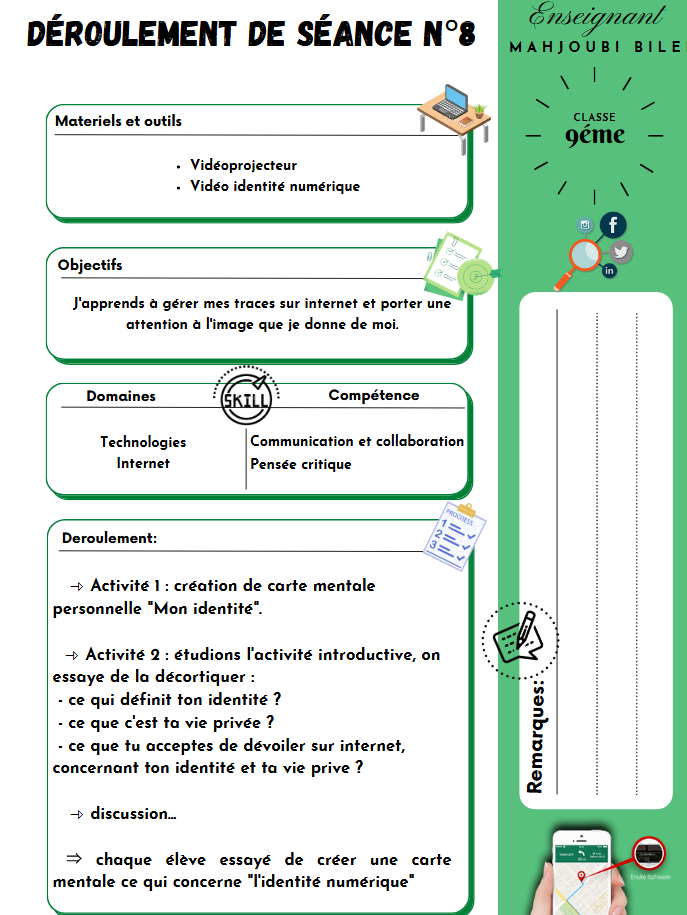 DÉROULEMENT DE SÉANCE N°8
Enseignant
MAHJOUBI BILE
CLASSE
9éme
Materiels et outils
• Vidéoprojecteur
• Vidéo identité numérique
Objectifs
J'apprends à gérer mes traces sur internet et porter une
attention à l'image que je donne de moi.
SKILL
Domaines
Compétence
Technologies
Internet
Communication et collaboration
Pensée critique
PROGRESS
1
2
3
Deroulement:
→ Activité 1 : création de carte mentale
personnelle "Mon identité".
→ Activité 2 : étudions l'activité introductive, on
essaye de la décortiquer :
- ce qui définit ton identité ?
- ce que c'est ta vie privée ?
- ce que tu acceptes de dévoiler sur internet,
concernant ton identité et ta vie prive ?
→ discussion...
⇒ chaque élève essayé de créer une carte
mentale ce qui concerne "l'identité numérique"
Remarques: